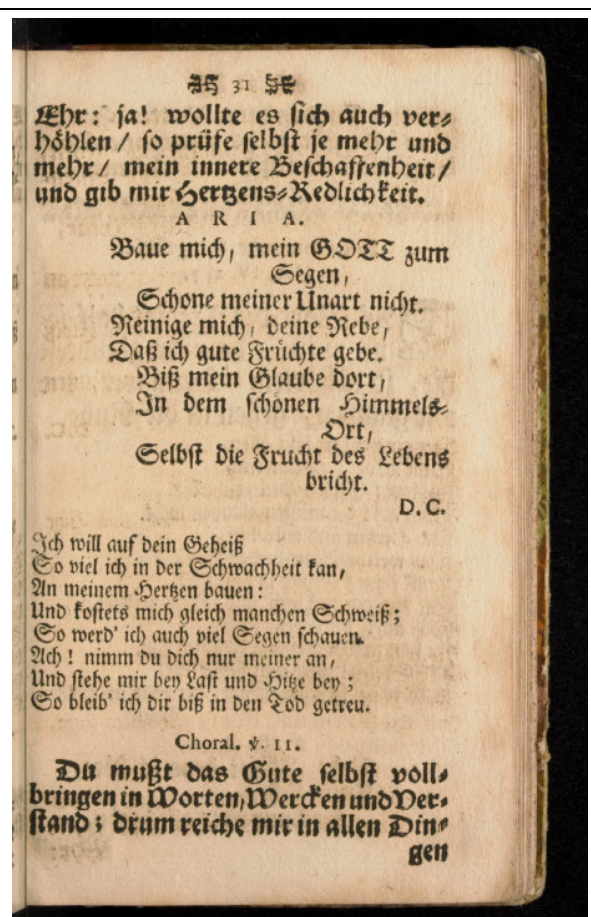 31
Ehr: ja! wollte es sich auch ver⸗
höhlen / so prüfe selbst je mehr und
mehr / mein innere Beschaffenheit /
und gib mir Hertzens⸗Redlichkeit.
A R I A.
Baue mich, mein GOTT zum
Segen,
Schone meiner Unart nicht.
Reinige mich, deine Rebe,
Daß ich gute Früchte gebe.
Biß mein Glaube dort,
In dem schönen Himmels⸗
Ort,
Selbst die Frucht des Lebens
bricht.
D.C.
Ich will auf dein Geheiß
So viel ich in der Schwachheit kan,
An meinem Hertzen bauen:
Und kostets mich gleich manchen Schweiß;
So werd' ich auch viel Segen schauen.
Ach! nimm du dich nur meiner an,
Und stehe mir bey Last und Hitze bey;
So bleib' ich dir biß in den Tod getreu.
Choral. v. 11.
Du mußt das Gute selbst voll⸗
bringen in Worten, Wercken und Ver⸗
stand; drum reiche mir in allen Din⸗
gen